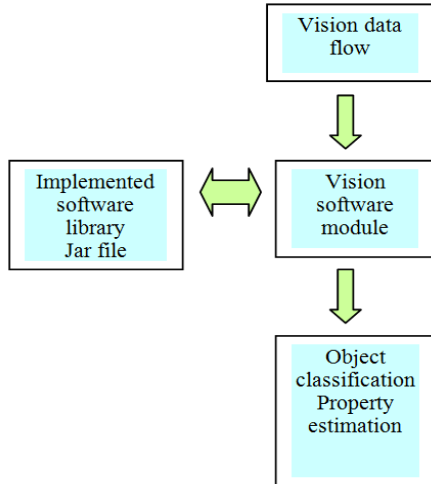 Vision data
flow
Implemented
software
library
Jar file
Vision
software
module
Object
classification
Property
estimation